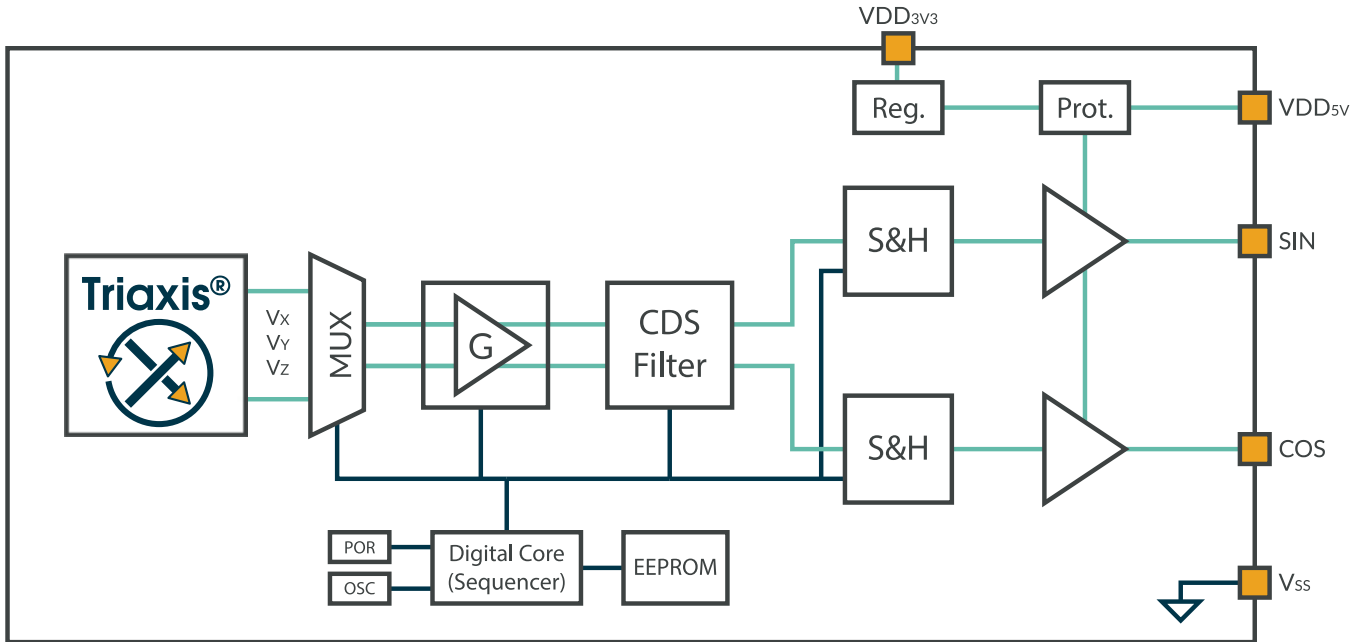 VDD3V3
Reg.
Prot.
VDD5V
S&H
SIN
Triaxis®
VX
VY
VZ
MUX
G
CDS
Filter
S&H
COS
POR
OSC
Digital Core
(Sequencer)
EEPROM
VSS